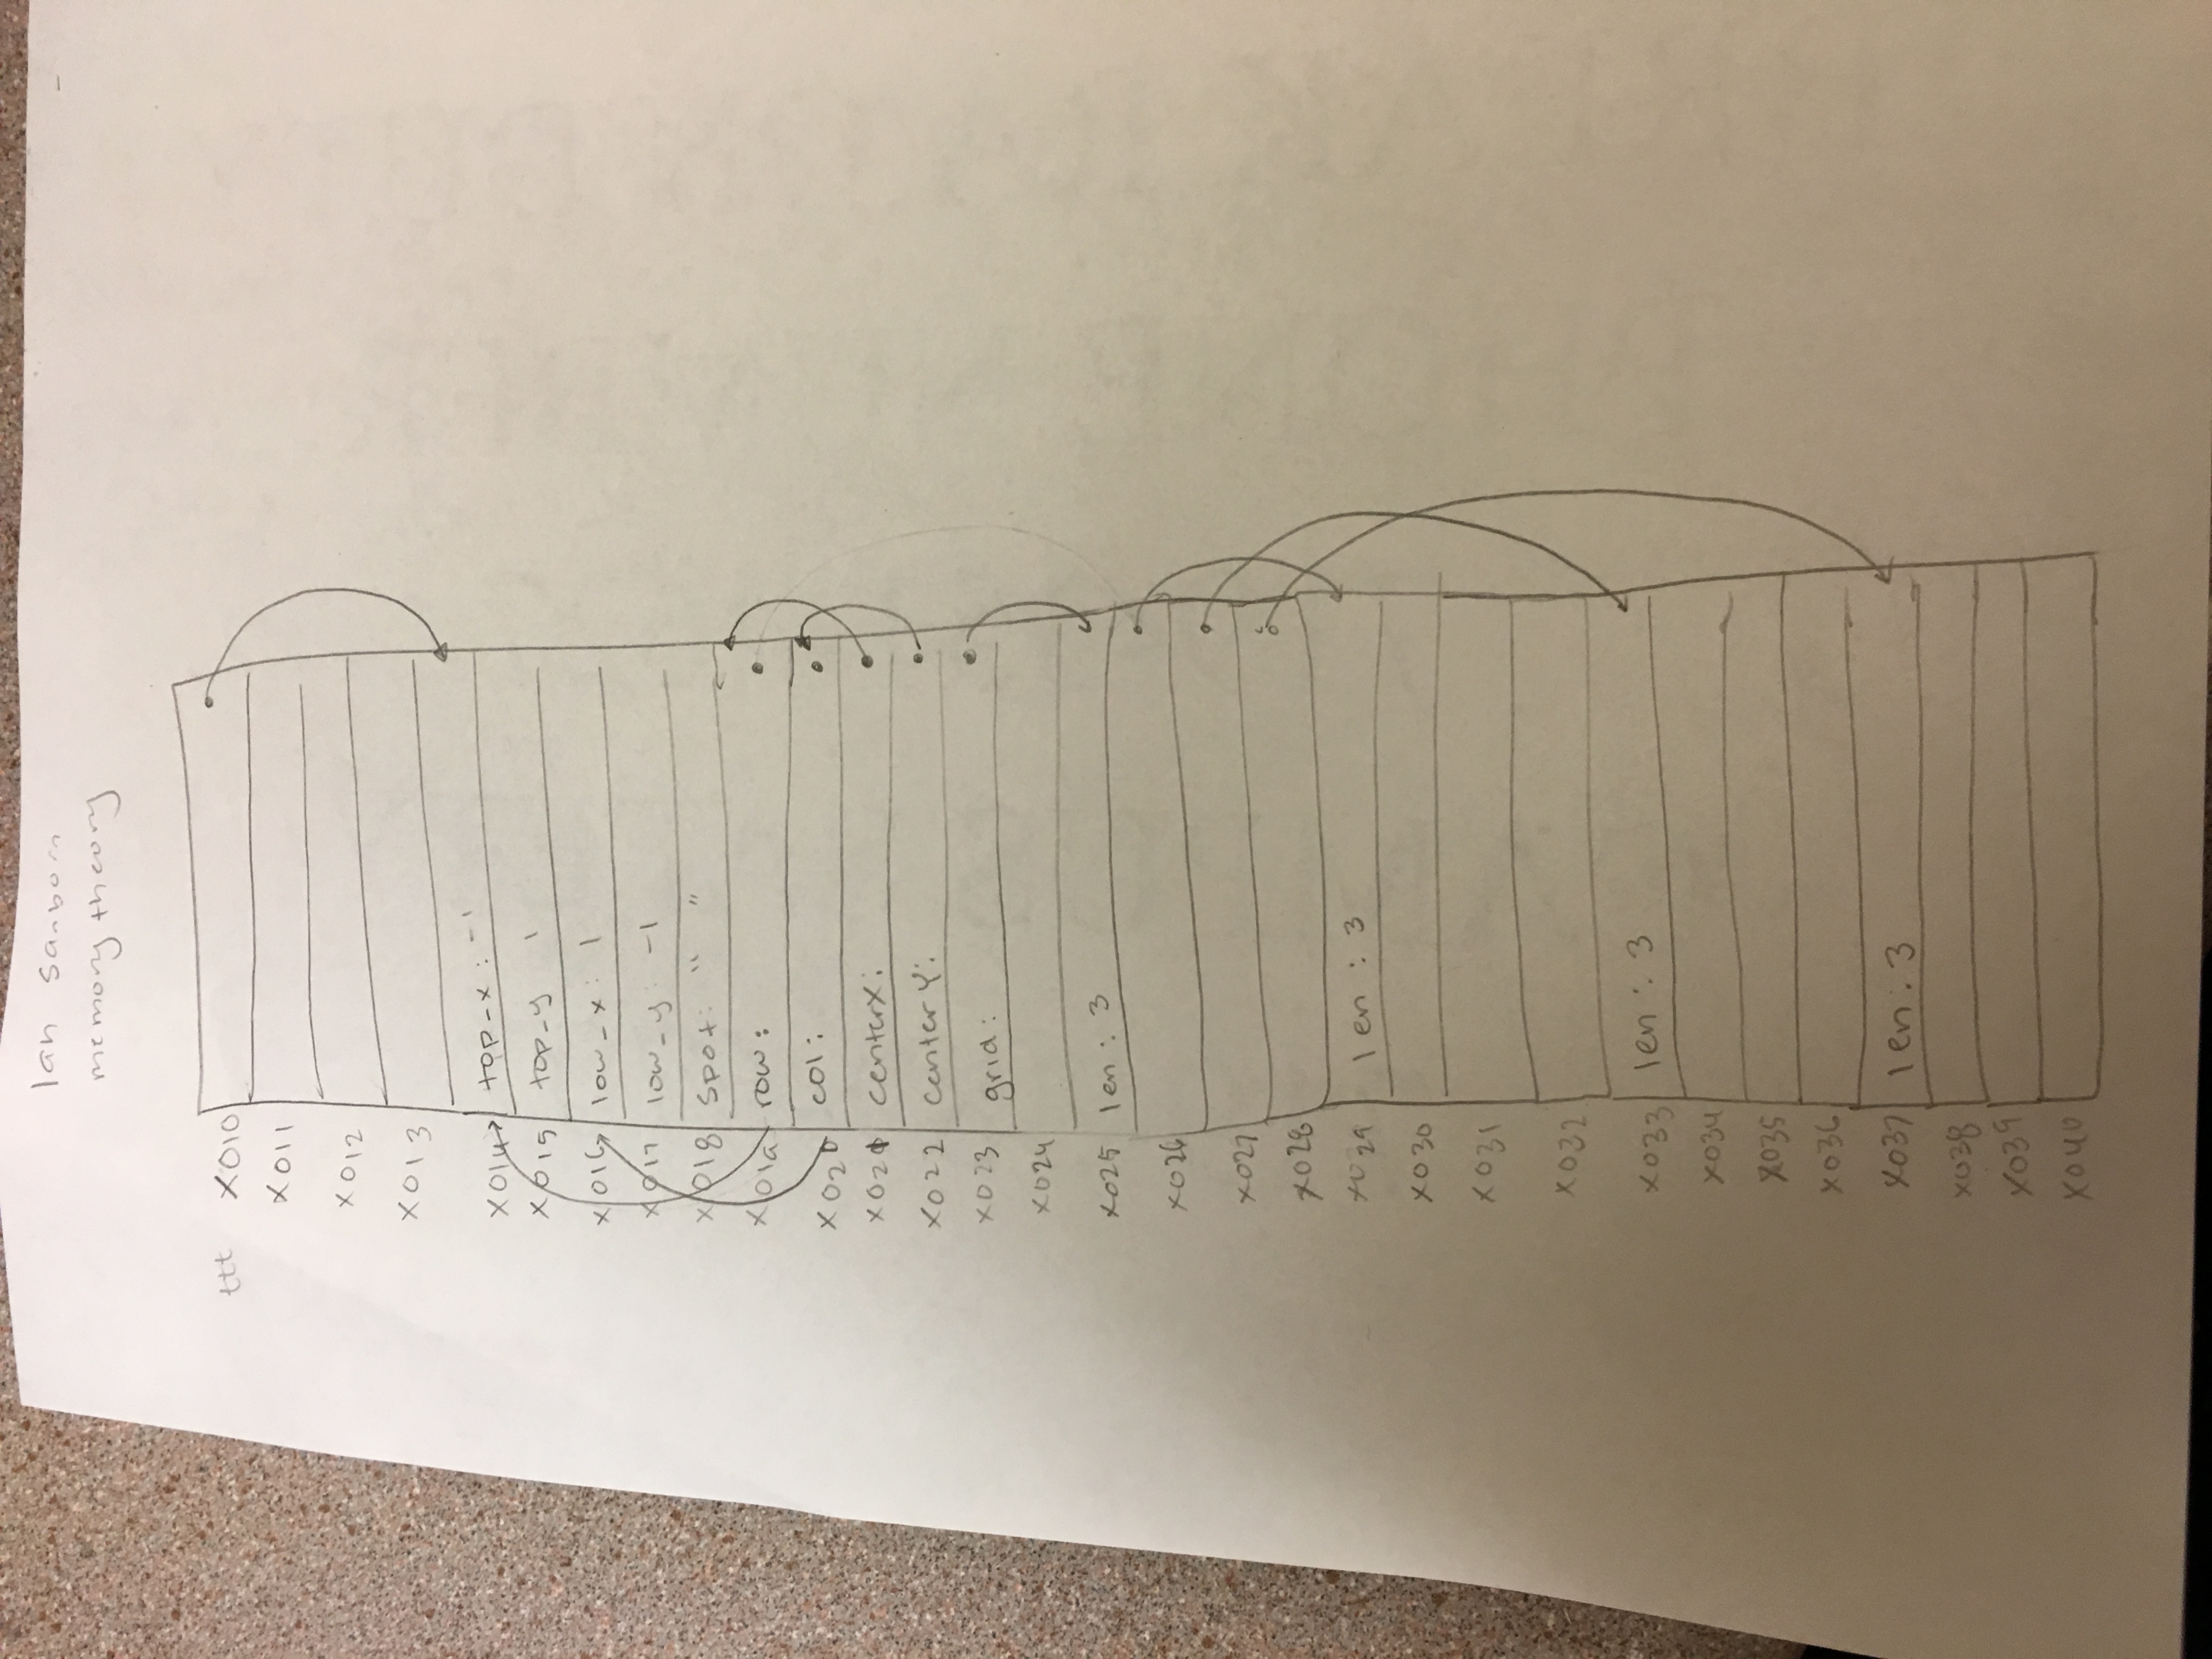 Ian Sanborn
memory theory
ttt x010
x011
x012
x013
x014 top_x: -1
x015 top_y 1
x016 low_x: 1
x017 low_y: -1
x018 spot: " "
x019 row:
x020 col:
x021 centerX:
x022 centerY:
x023 grid:
x024
x025 len: 3
x026
x027
x028
x029 len: 3
x030
x031
x032
x033 len: 3
x034
x035
x036
x037 len: 3
x038
x039
x040